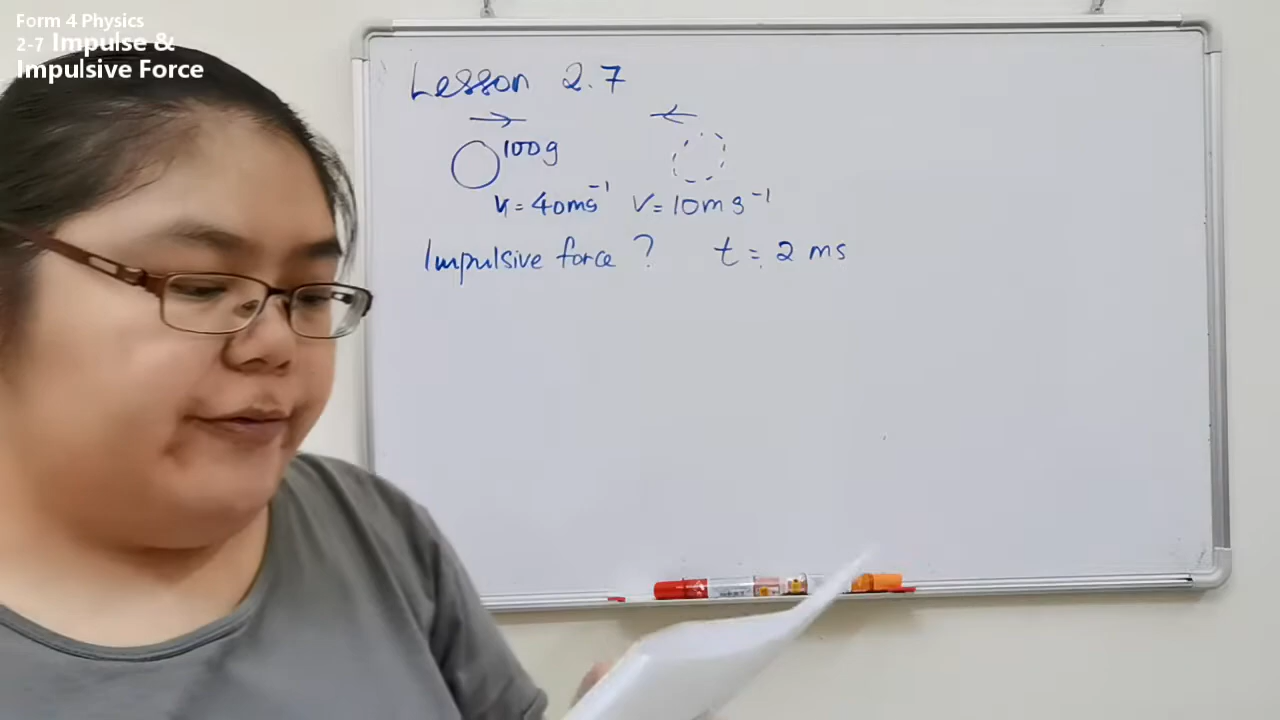 Form 4 Physics
2-7 Impulse &
Impulsive Force
Lesson 2.7
100g
u = 40ms⁻¹ v = 10ms⁻¹
Impulsive force ? t = 2 ms